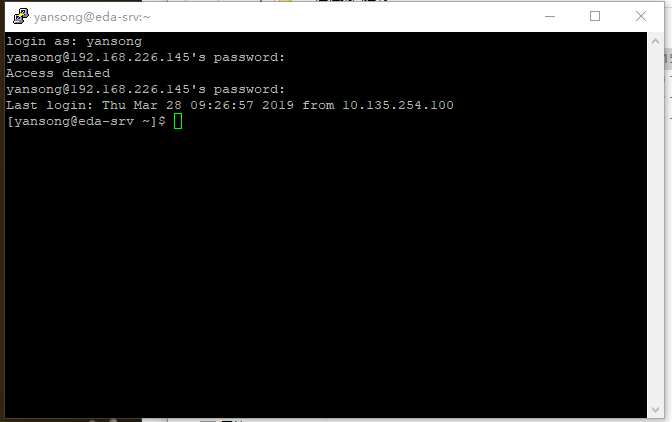 yansong@eda-srv:~
login as: yansong
yansong@192.168.226.145's password:
Access denied
yansong@192.168.226.145's password:
Last login: Thu Mar 28 09:26:57 2019 from 10.135.254.100
[yansong@eda-srv ~]$